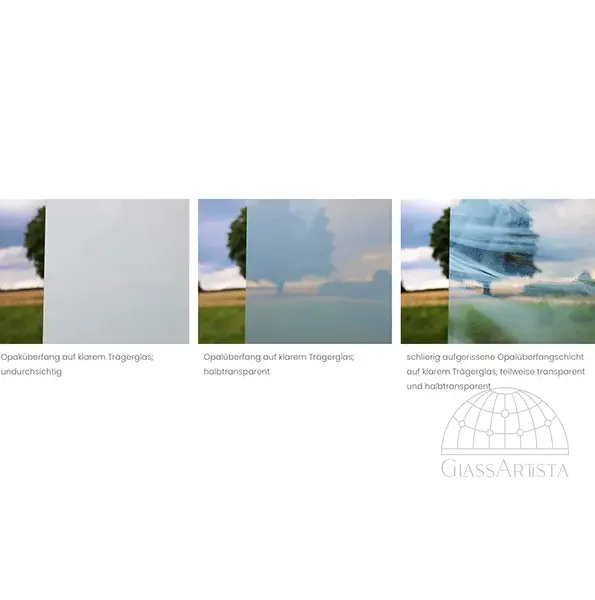 Opaküberfang auf klarem Trägerglas;
undurchsichtig
Opalüberfang auf klarem Trägerglas;
halbtransparent
schlierig aufgerissene Opalüberfangschicht
auf klarem Trägerglas; teilweise transparent
und halbtransparent
GLASSARTISTA